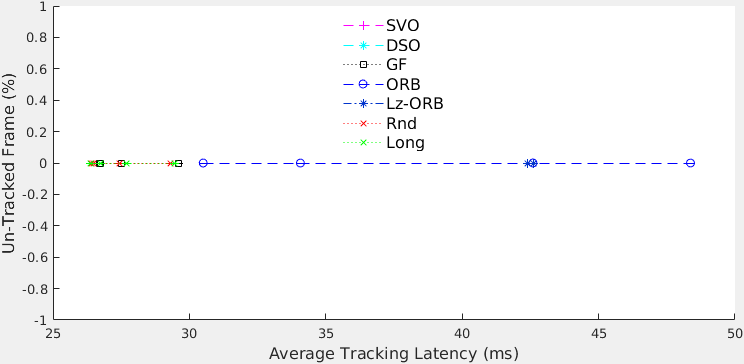 1
0.8
0.6
0.4
0.2
0
-0.2
-0.4
-0.6
-0.8
-1
Un-Tracked Frame (%)
SVO
DSO
GF
ORB
Lz-ORB
Rnd
Long
25
30
35
40
45
50
Average Tracking Latency (ms)